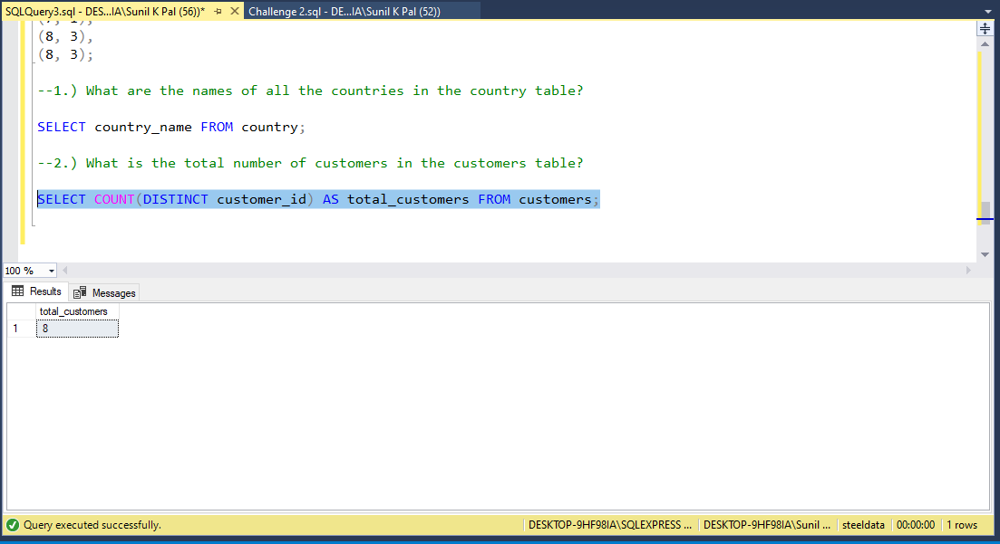 SQLQuery3.sql - DES...IA\Sunil K Pal (56))* Challenge 2.sql - DE...IA\Sunil K Pal (52))
(8, 3),
(8, 3);
--1.) What are the names of all the countries in the country table?
SELECT country_name FROM country;
--2.) What is the total number of customers in the customers table?
SELECT COUNT(DISTINCT customer_id) AS total_customers FROM customers;
100 %
Results Messages
total_customers
1 8
Query executed successfully. DESKTOP-9HF98IA\SQLEXPRESS ... DESKTOP-9HF98IA\Sunil ... steeldata 00:00:00 1 rows